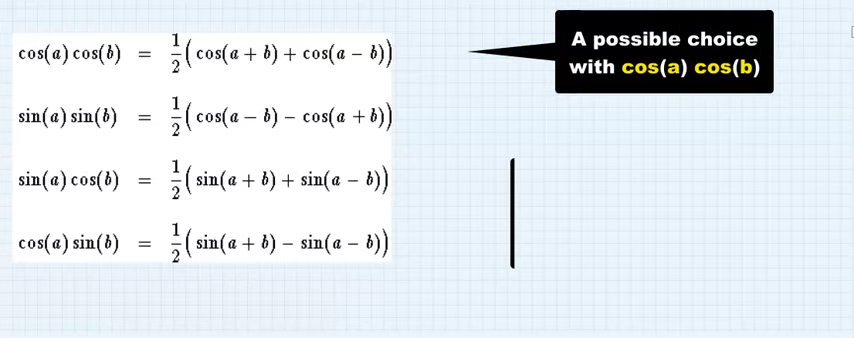 cos(a) cos(b) = 1/2 ( cos(a + b) + cos(a − b))
A possible choice
with cos(a) cos(b)
sin(a) sin(b) = 1/2 ( cos(a − b) − cos(a + b))
sin(a) cos(b) = 1/2 ( sin(a + b) + sin(a − b))
cos(a) sin(b) = 1/2 ( sin(a + b) − sin(a − b))